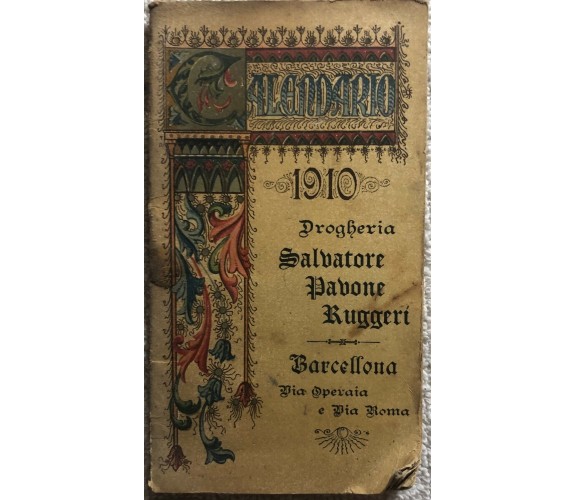 CALENDARIO
1910
Drogheria
Salvatore
Pavone
Ruggeri
Barcellona
Via Operaia
e Via Roma